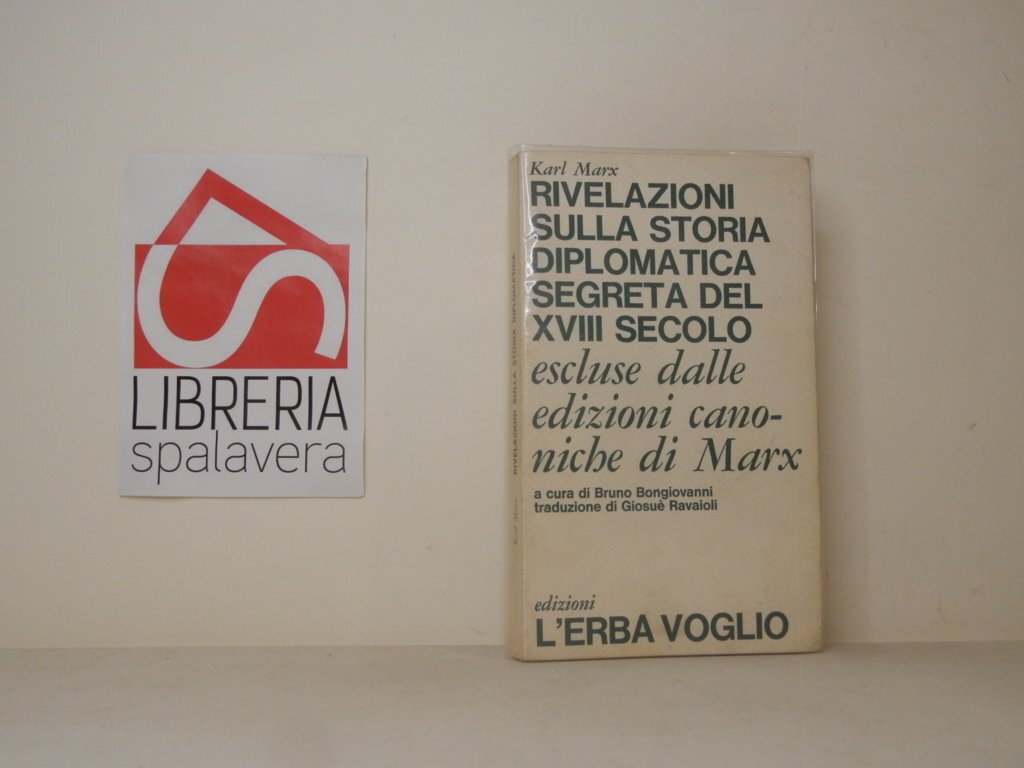 LIBRERIA
spalavera
Karl Marx
RIVELAZIONI
SULLA STORIA
DIPLOMATICA
SEGRETA DEL
XVIII SECOLO
escluse dalle
edizioni cano-
niche di Marx
a cura di Bruno Bongiovanni
traduzione di Giosuè Ravaioli
edizioni
L'ERBA VOGLIO
Karl Marx RIVELAZIONI SULLA STORIA DIPLOMATICA